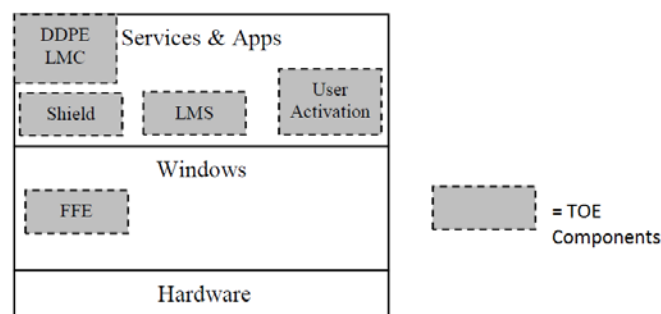 DDPE
LMC
Services & Apps
Shield
LMS
User
Activation
Windows
FFE
Hardware
= TOE
Components